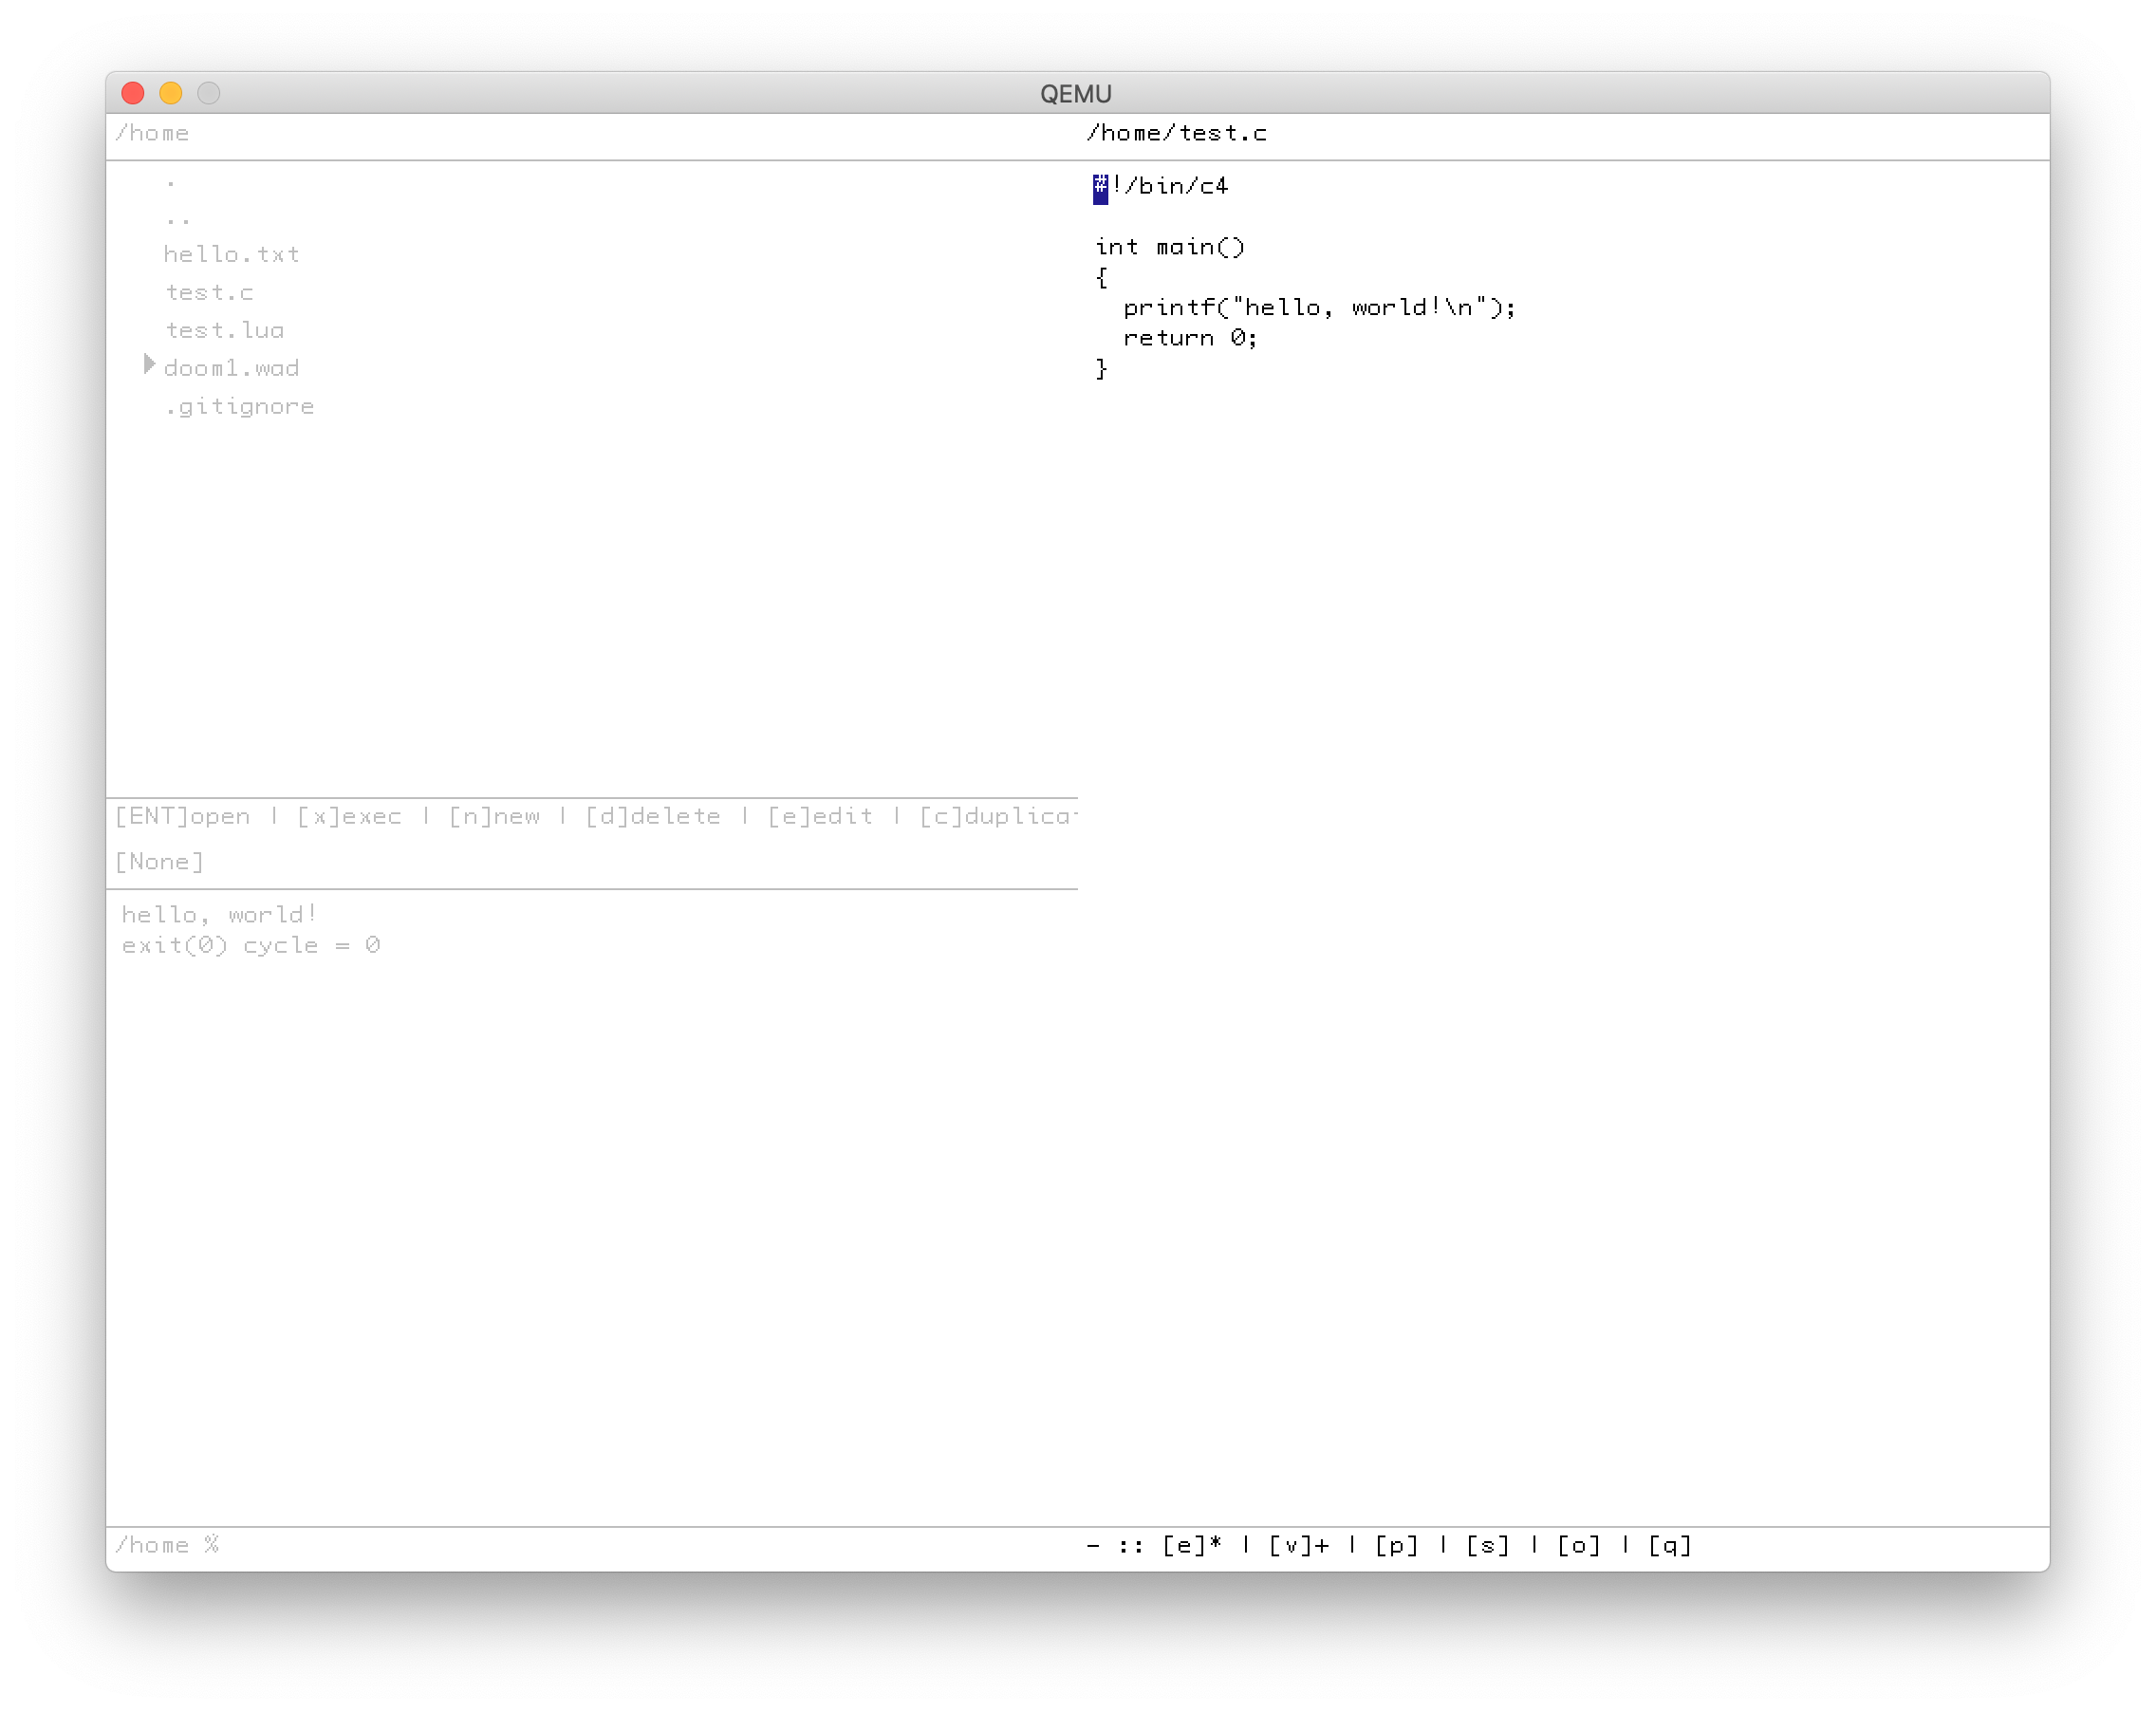 QEMU
/home
.
..
hello.txt
test.c
test.lua
doom1.wad
.gitignore
[ENT]open | [x]exec | [n]new | [d]delete | [e]edit | [c]
[None]
hello, world!
exit(0) cycle = 0
/home %
/home/test.c
#!/bin/c4
int main()
{
  printf("hello, world!\n");
  return 0;
}
- :: [e]* | [v]+ | [p] | [s] | [o] | [q]